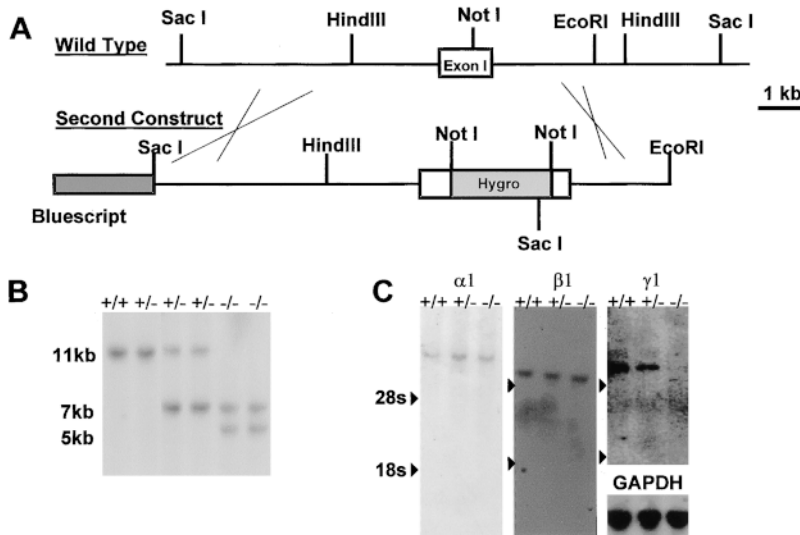 A
Sac I
HindIII
Not I
EcoRI
HindIII
Sac I
Wild Type
Exon I
1 kb
Second Construct
Sac I
HindIII
Not I
Not I
EcoRI
Hygro
Bluescript
Sac I
B
+/+ +/- +/- +/- -/- -/-
11kb
7kb
5kb
C
α1
β1
γ1
+/+ +/- -/-
+/+ +/- -/-
+/+ +/- -/-
28s
18s
GAPDH